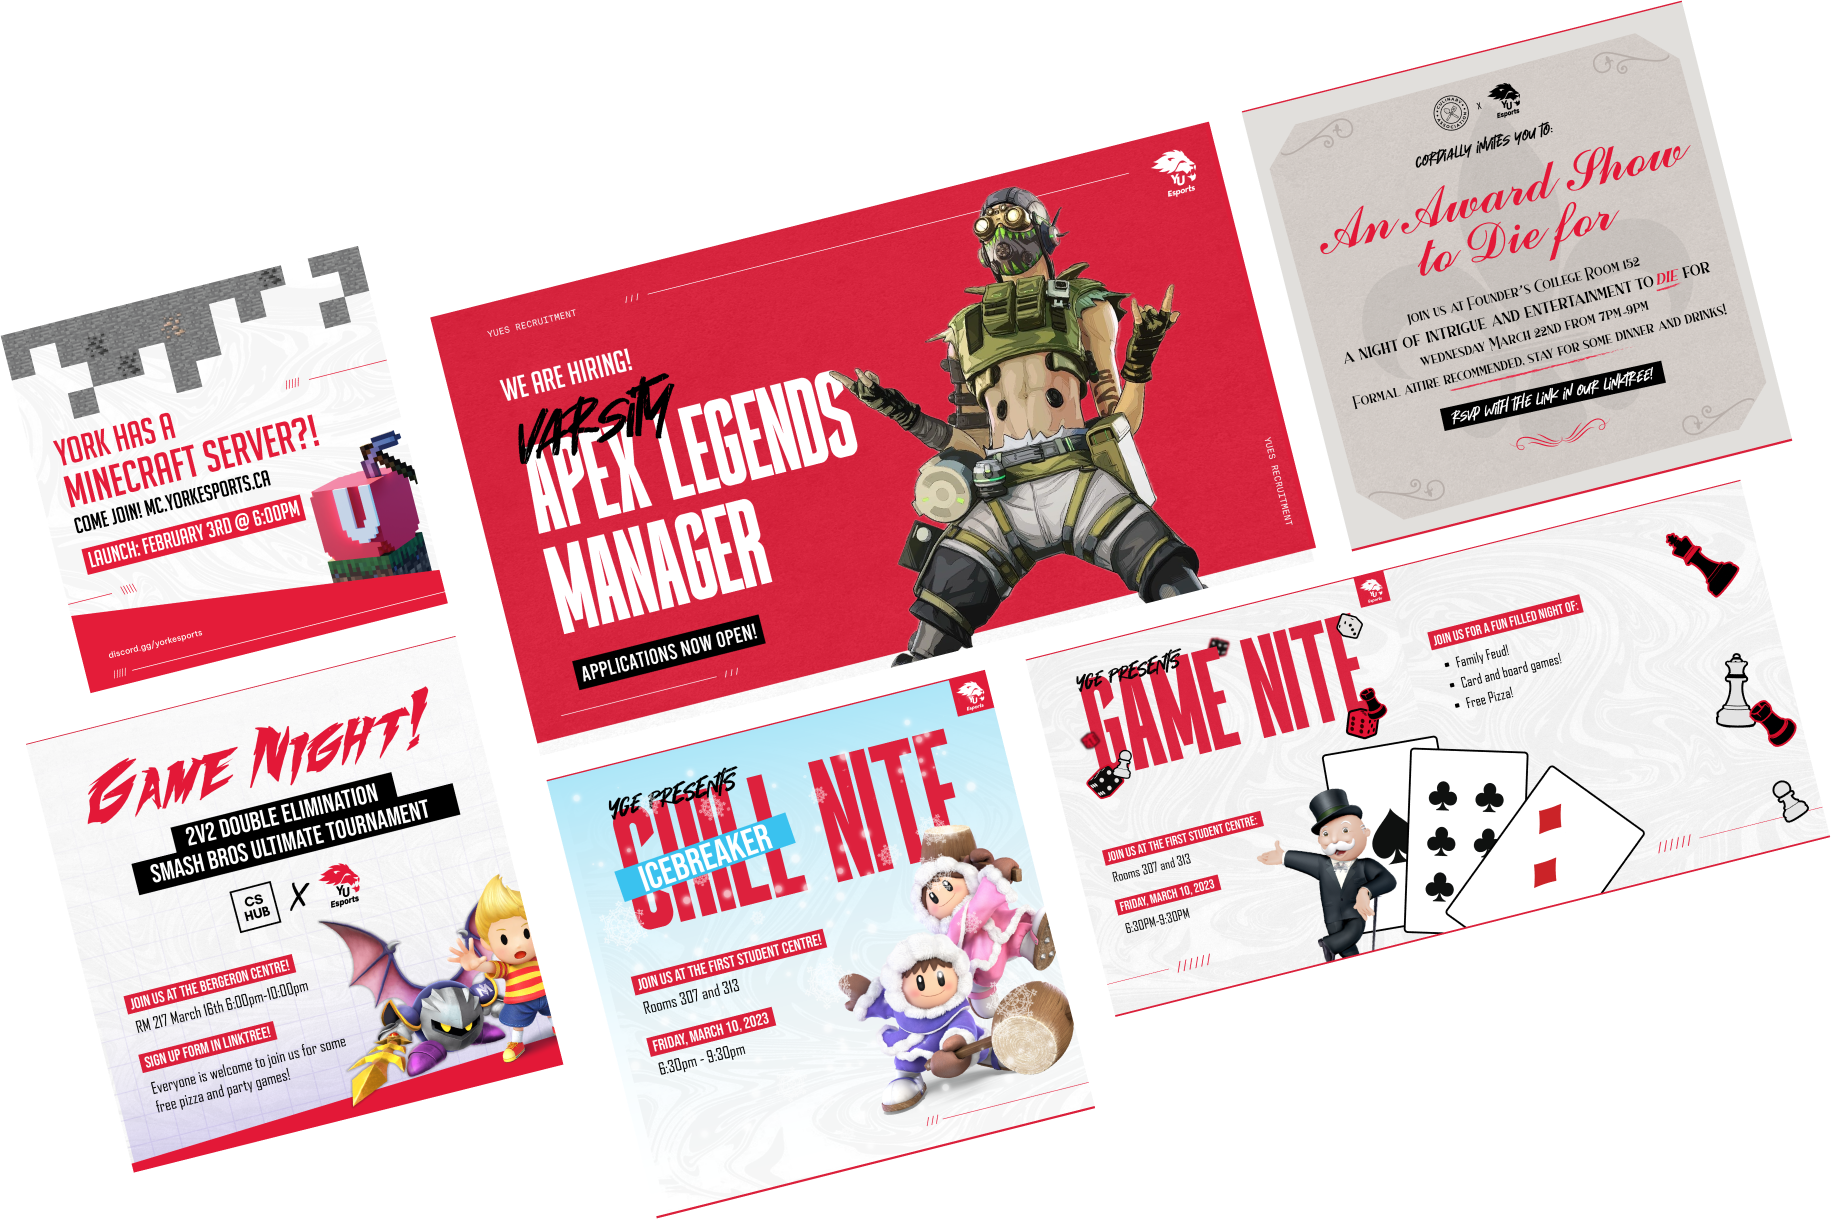 YORK HAS A
MINECRAFT SERVER?!
COME JOIN! MC.YORKESPORTS.CA
LAUNCH: FEBRUARY 3RD @ 6:00PM
U
discord.gg/yorkesports
YUES RECRUITMENT
YU
Esports
WE ARE HIRING!
VARSITY
APEX LEGENDS
MANAGER
APPLICATIONS NOW OPEN!
YUES RECRUITMENT
CULINARY ASSOCIATION
X
YU
Esports
CORDIALLY INVITES YOU TO:
An Award Show
to Die for
JOIN US AT FOUNDER'S COLLEGE ROOM 152
A NIGHT OF INTRIGUE AND ENTERTAINMENT TO DIE FOR
WEDNESDAY MARCH 22ND FROM 7PM-9PM
FORMAL ATTIRE RECOMMENDED, STAY FOR SOME DINNER AND DRINKS!
RSVP WITH THE LINK IN OUR LINKTREE!
GAME NIGHT!
2V2 DOUBLE ELIMINATION
SMASH BROS ULTIMATE TOURNAMENT
CS
HUB
X
YU
Esports
JOIN US AT THE BERGERON CENTRE!
RM 217 March 16th 6:00pm-10:00pm
SIGN UP FORM IN LINKTREE!
Everyone is welcome to join us for some
free pizza and party games!
YU
Esports
YGE PRESENTS
CHILL NITE
ICEBREAKER
JOIN US AT THE FIRST STUDENT CENTRE!
Rooms 307 and 313
FRIDAY, MARCH 10, 2023
6:30pm - 9:30pm
YU
Esports
YGE PRESENTS
GAME NITE
JOIN US FOR A FUN FILLED NIGHT OF:
▪ Family Feud!
▪ Card and board games!
▪ Free Pizza!
JOIN US AT THE FIRST STUDENT CENTRE:
Rooms 307 and 313
FRIDAY, MARCH 10, 2023
6:30PM-9:30PM